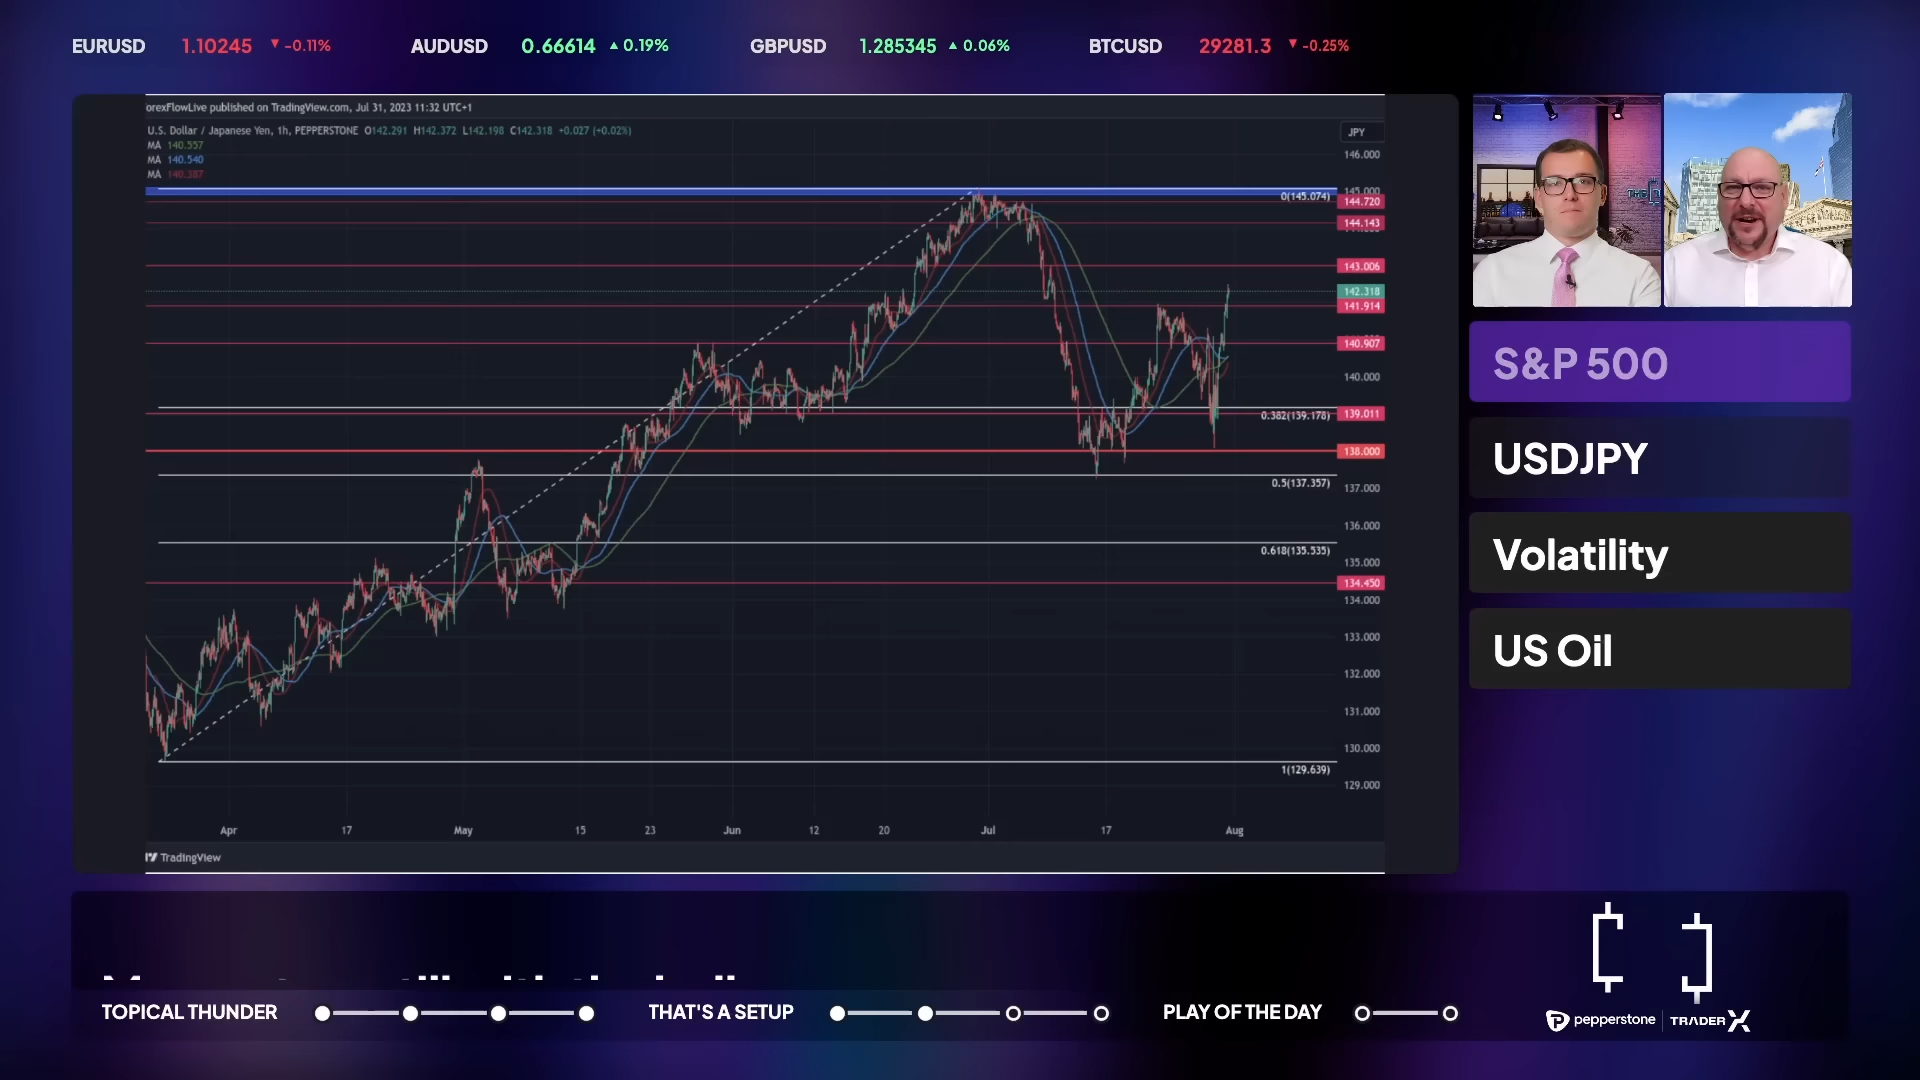 EURUSD 1.10245 ▼ -0.11% AUDUSD 0.66614 ▲ 0.19% GBPUSD 1.285345 ▲ 0.06% BTCUSD 29281.3 ▼ -0.25%
orexFlowLive published on TradingView.com, Jul 31, 2023 11:32 UTC+1
U.S. Dollar / Japanese Yen, 1h, PEPPERSTONE O142.291 H142.372 L142.198 C142.318 +0.027 (+0.02%)
JPY
MA 140.557
MA 140.540
MA 140.387
146.000
145.000
0(145.074)
144.720
144.143
143.006
142.318
141.914
140.907
140.000
0.382(139.178)
139.011
138.000
0.5(137.357)
137.000
136.000
0.618(135.535)
135.000
134.450
134.000
133.000
132.000
131.000
130.000
1(129.639)
129.000
Apr 17 May 15 23 Jun 12 20 Jul 17 Aug
TradingView
S&P 500
USDJPY
Volatility
US Oil
TOPICAL THUNDER THAT'S A SETUP PLAY OF THE DAY
pepperstone | TRADER X